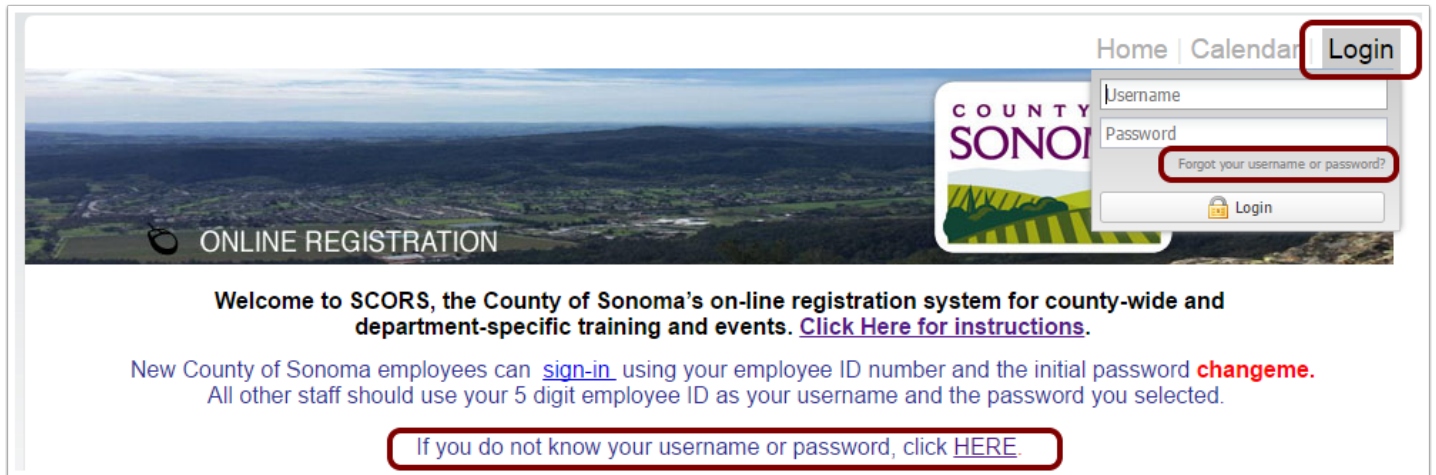 Home | Calendar | Login
Username
Password
Forgot your username or password?
Login
COUNTY
ONLINE REGISTRATION
Welcome to SCORS, the County of Sonoma's on-line registration system for county-wide and
department-specific training and events. Click Here for instructions.
New County of Sonoma employees can sign-in using your employee ID number and the initial password changeme.
All other staff should use your 5 digit employee ID as your username and the password you selected.
If you do not know your username or password, click HERE.